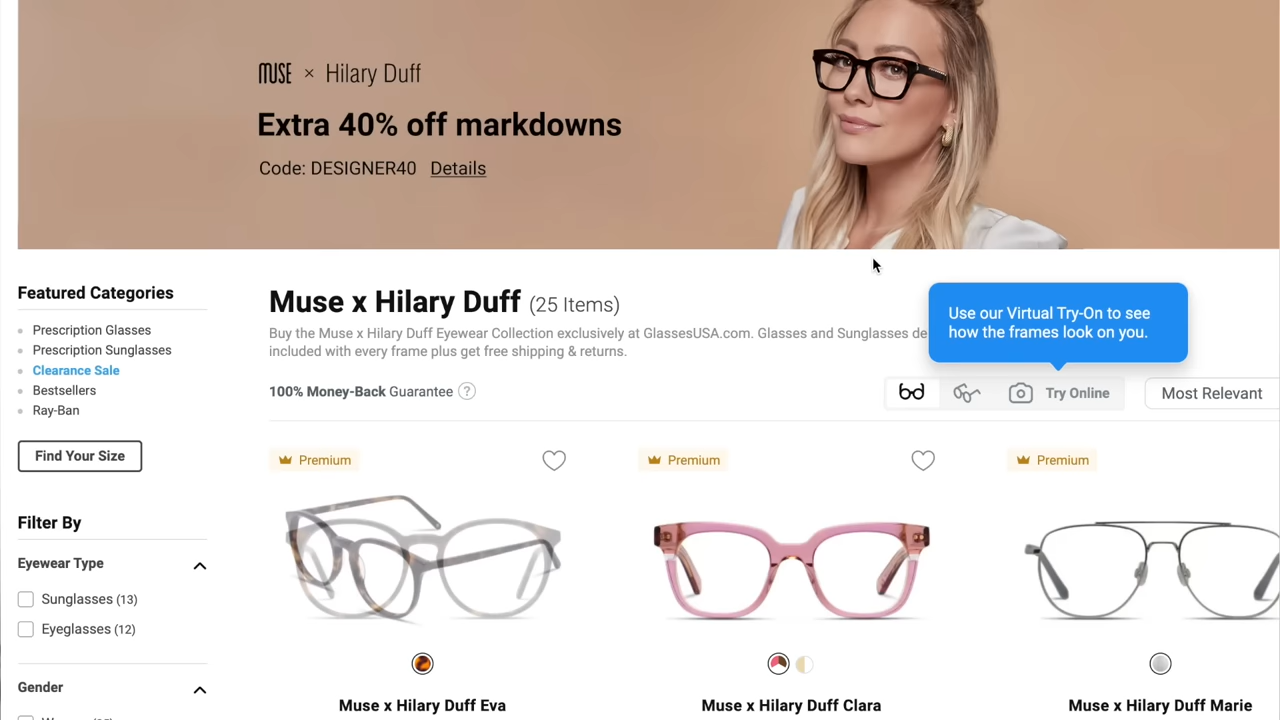 MUSE × Hilary Duff
Extra 40% off markdowns
Code: DESIGNER40 Details
Featured Categories
Prescription Glasses
Prescription Sunglasses
Clearance Sale
Bestsellers
Ray-Ban
Find Your Size
Filter By
Eyewear Type
Sunglasses (13)
Eyeglasses (12)
Gender
Muse x Hilary Duff (25 Items)
Buy the Muse x Hilary Duff Eyewear Collection exclusively at GlassesUSA.com. Glasses and Sunglasses de
included with every frame plus get free shipping & returns.
Use our Virtual Try-On to see
how the frames look on you.
100% Money-Back Guarantee ?
Try Online
Most Relevant
Premium
Premium
Premium
Muse x Hilary Duff Eva
Muse x Hilary Duff Clara
Muse x Hilary Duff Marie